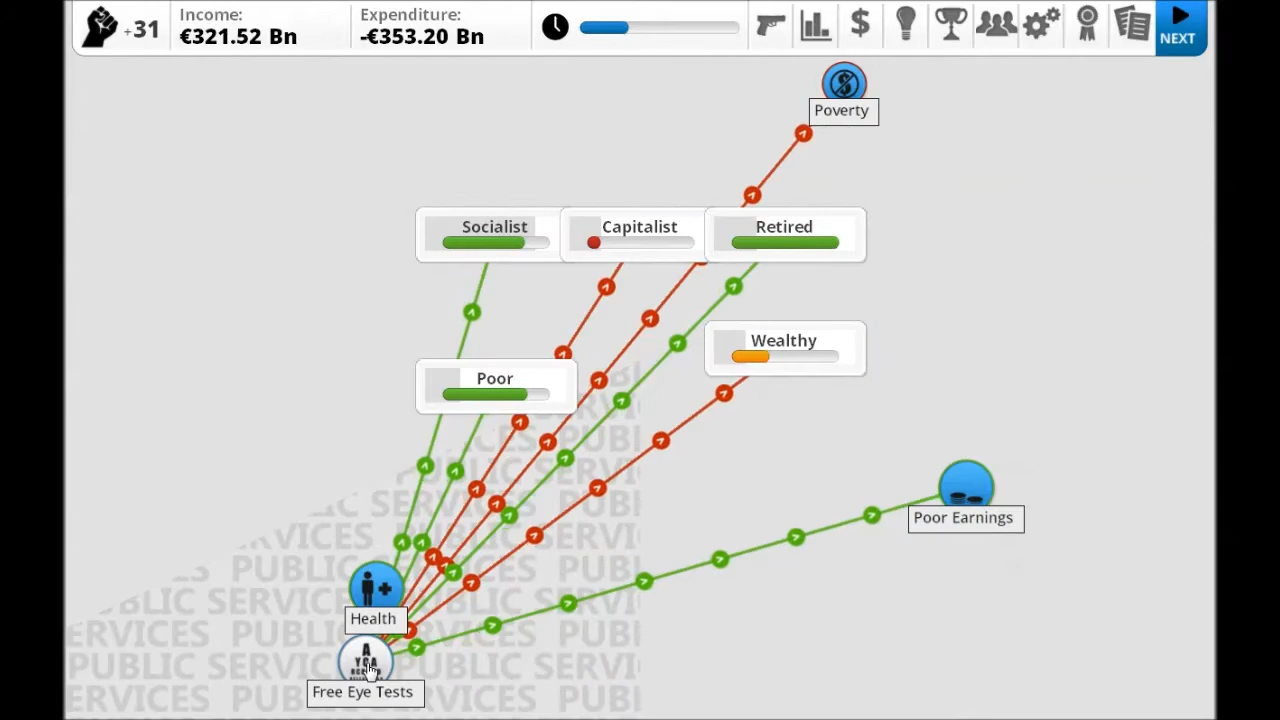 +31
Income:
€321.52 Bn
Expenditure:
-€353.20 Bn
NEXT
Poverty
Socialist
Capitalist
Retired
Wealthy
Poor
Poor Earnings
Health
Free Eye Tests
PUBLIC SERVICES